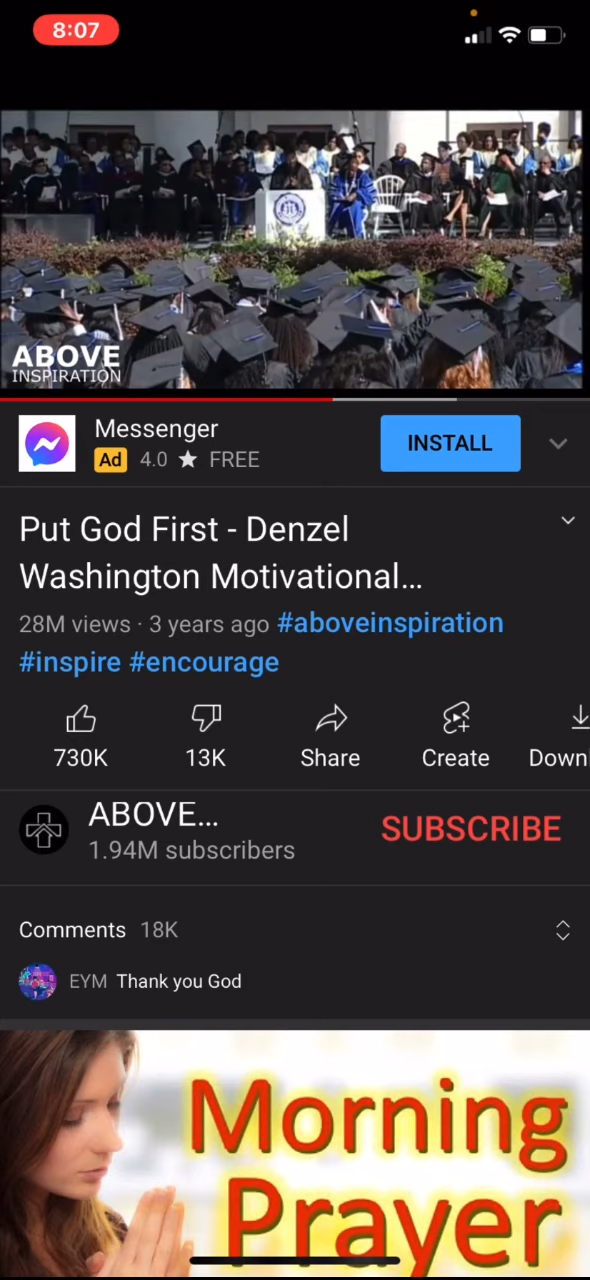 8:07
ABOVE
INSPIRATION
Messenger
Ad 4.0 ★ FREE
INSTALL
Put God First - Denzel
Washington Motivational...
28M views · 3 years ago #aboveinspiration
#inspire #encourage
730K 13K Share Create Downl
ABOVE...
1.94M subscribers
SUBSCRIBE
Comments 18K
EYM Thank you God
Morning
Prayer